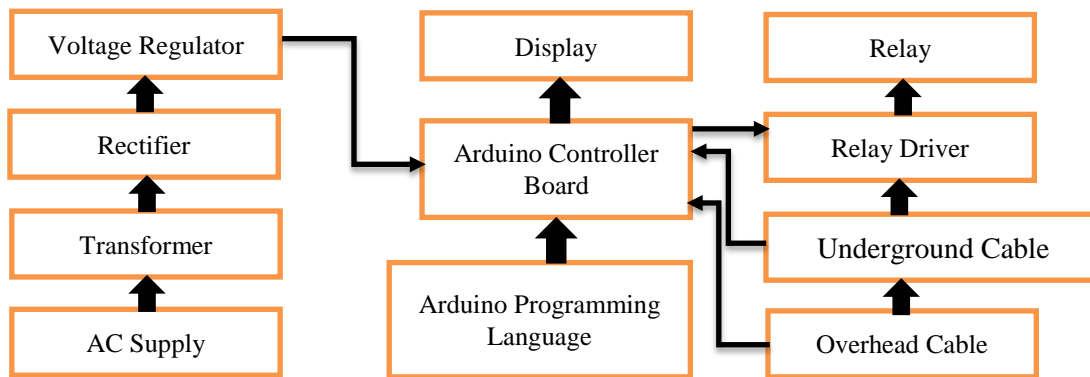 Voltage Regulator
Rectifier
Transformer
AC Supply
Display
Arduino Controller
Board
Arduino Programming
Language
Relay
Relay Driver
Underground Cable
Overhead Cable